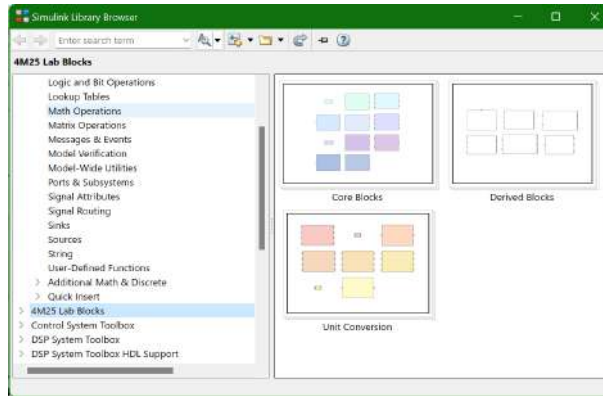 Simulink Library Browser
Enter search term
4M25 Lab Blocks
Logic and Bit Operations
Lookup Tables
Math Operations
Matrix Operations
Messages & Events
Model Verification
Model-Wide Utilities
Ports & Subsystems
Signal Attributes
Signal Routing
Sinks
Sources
String
User-Defined Functions
Additional Math & Discrete
Quick Insert
4M25 Lab Blocks
Control System Toolbox
DSP System Toolbox
DSP System Toolbox HDL Support
Core Blocks
Derived Blocks
Unit Conversion